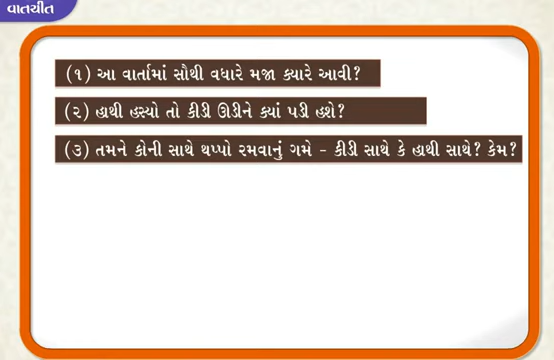 વાતચીત
(૧) આ વાર્તામાં સૌથી વધારે મજા ક્યારે આવી?
(૨) હાથી હસ્યો તો કીડી ઊડીને ક્યાં પડી હશે?
(૩) તમને કોની સાથે થપ્પો રમવાનું ગમે - કીડી સાથે કે હાથી સાથે? કેમ?